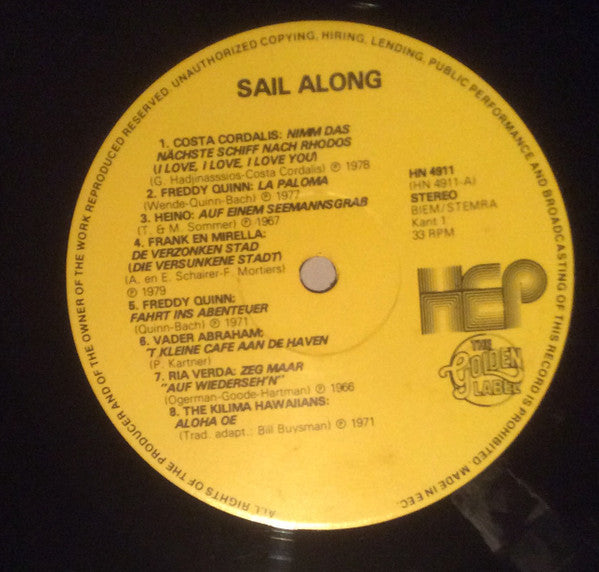 ALL RIGHTS OF THE PRODUCER AND OF THE OWNER OF THE WORK REPRODUCED RESERVED. UNAUTHORIZED COPYING, HIRING, LENDING, PUBLIC PERFORMANCE AND BROADCASTING OF THIS RECORD IS PROHIBITED. MADE IN EEC.
SAIL ALONG
1. COSTA CORDALIS: NIMM DAS
NÄCHSTE SCHIFF NACH RHODOS
(I LOVE, I LOVE, I LOVE YOU)
(G. Hadjinasssios-Costa Cordalis) ℗ 1978
2. FREDDY QUINN: LA PALOMA
(Wende-Quinn-Bach) ℗ 1977
3. HEINO: AUF EINEM SEEMANNSGRAB
(T. & M. Sommer) ℗ 1967
4. FRANK EN MIRELLA:
DE VERZONKEN STAD
(DIE VERSUNKENE STADT)
(A. en E. Schairer-F. Mortiers)
℗ 1979
5. FREDDY QUINN:
FAHRT INS ABENTEUER
(Quinn-Bach) ℗ 1971
6. VADER ABRAHAM:
'T KLEINE CAFE AAN DE HAVEN
(P. Kartner)
7. RIA VERDA: ZEG MAAR
"AUF WIEDERSEH'N"
(Ogerman-Goode-Hartman) ℗ 1966
8. THE KILIMA HAWAIIANS:
ALOHA OE
(Trad. adapt.: Bill Buysman) ℗ 1971
HN 4911
(HN 4911-A)
STEREO
BIEM/STEMRA
Kant 1
33 RPM
HEP
THE
GOLDEN
LABEL